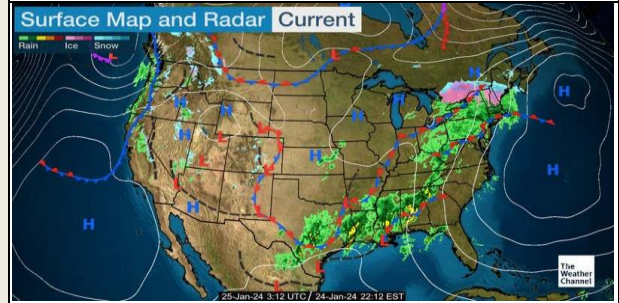 Surface Map and Radar Current
Rain Ice Snow
L
L
L
H
H
H
H
H
H
H
L
L
L
H
L
H
H
L
L
H
H
L
L
L
L
L
The
Weather
Channel
25-Jan-24 3:12 UTC / 24-Jan-24 22:12 EST